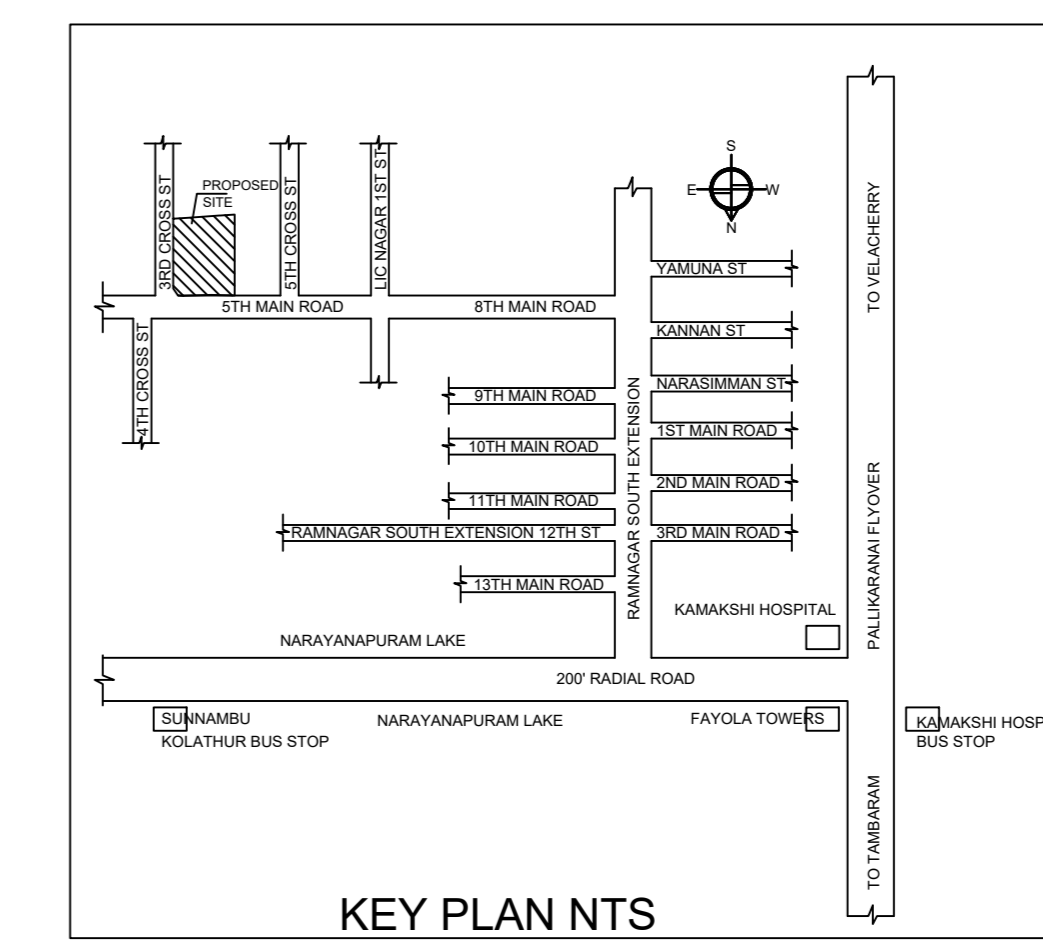 S
E
W
N
PROPOSED
SITE
3RD CROSS ST
5TH CROSS ST
LIC NAGAR 1ST ST
TO VELACHERRY
YAMUNA ST
5TH MAIN ROAD
8TH MAIN ROAD
KANNAN ST
4TH CROSS ST
NARASIMMAN ST
9TH MAIN ROAD
RAMNAGAR SOUTH EXTENSION
1ST MAIN ROAD
10TH MAIN ROAD
2ND MAIN ROAD
11TH MAIN ROAD
RAMNAGAR SOUTH EXTENSION 12TH ST
3RD MAIN ROAD
PALLIKARANAI FLYOVER
13TH MAIN ROAD
KAMAKSHI HOSPITAL
NARAYANAPURAM LAKE
200' RADIAL ROAD
SUNNAMBU
KOLATHUR BUS STOP
NARAYANAPURAM LAKE
FAYOLA TOWERS
KAMAKSHI HOSP
BUS STOP
TO TAMBARAM
KEY PLAN NTS